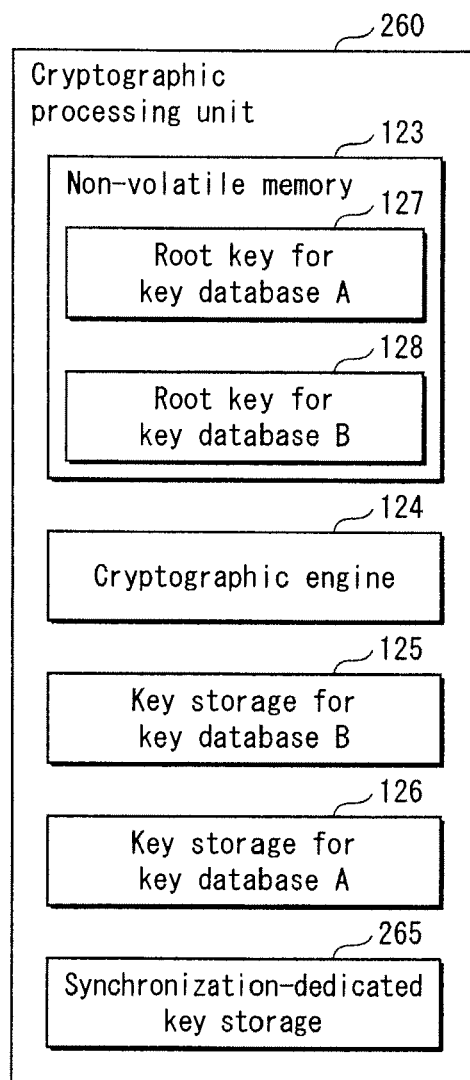 260
Cryptographic
processing unit
123
Non-volatile memory
127
Root key for
key database A
128
Root key for
key database B
124
Cryptographic engine
125
Key storage for
key database B
126
Key storage for
key database A
265
Synchronization-dedicated
key storage